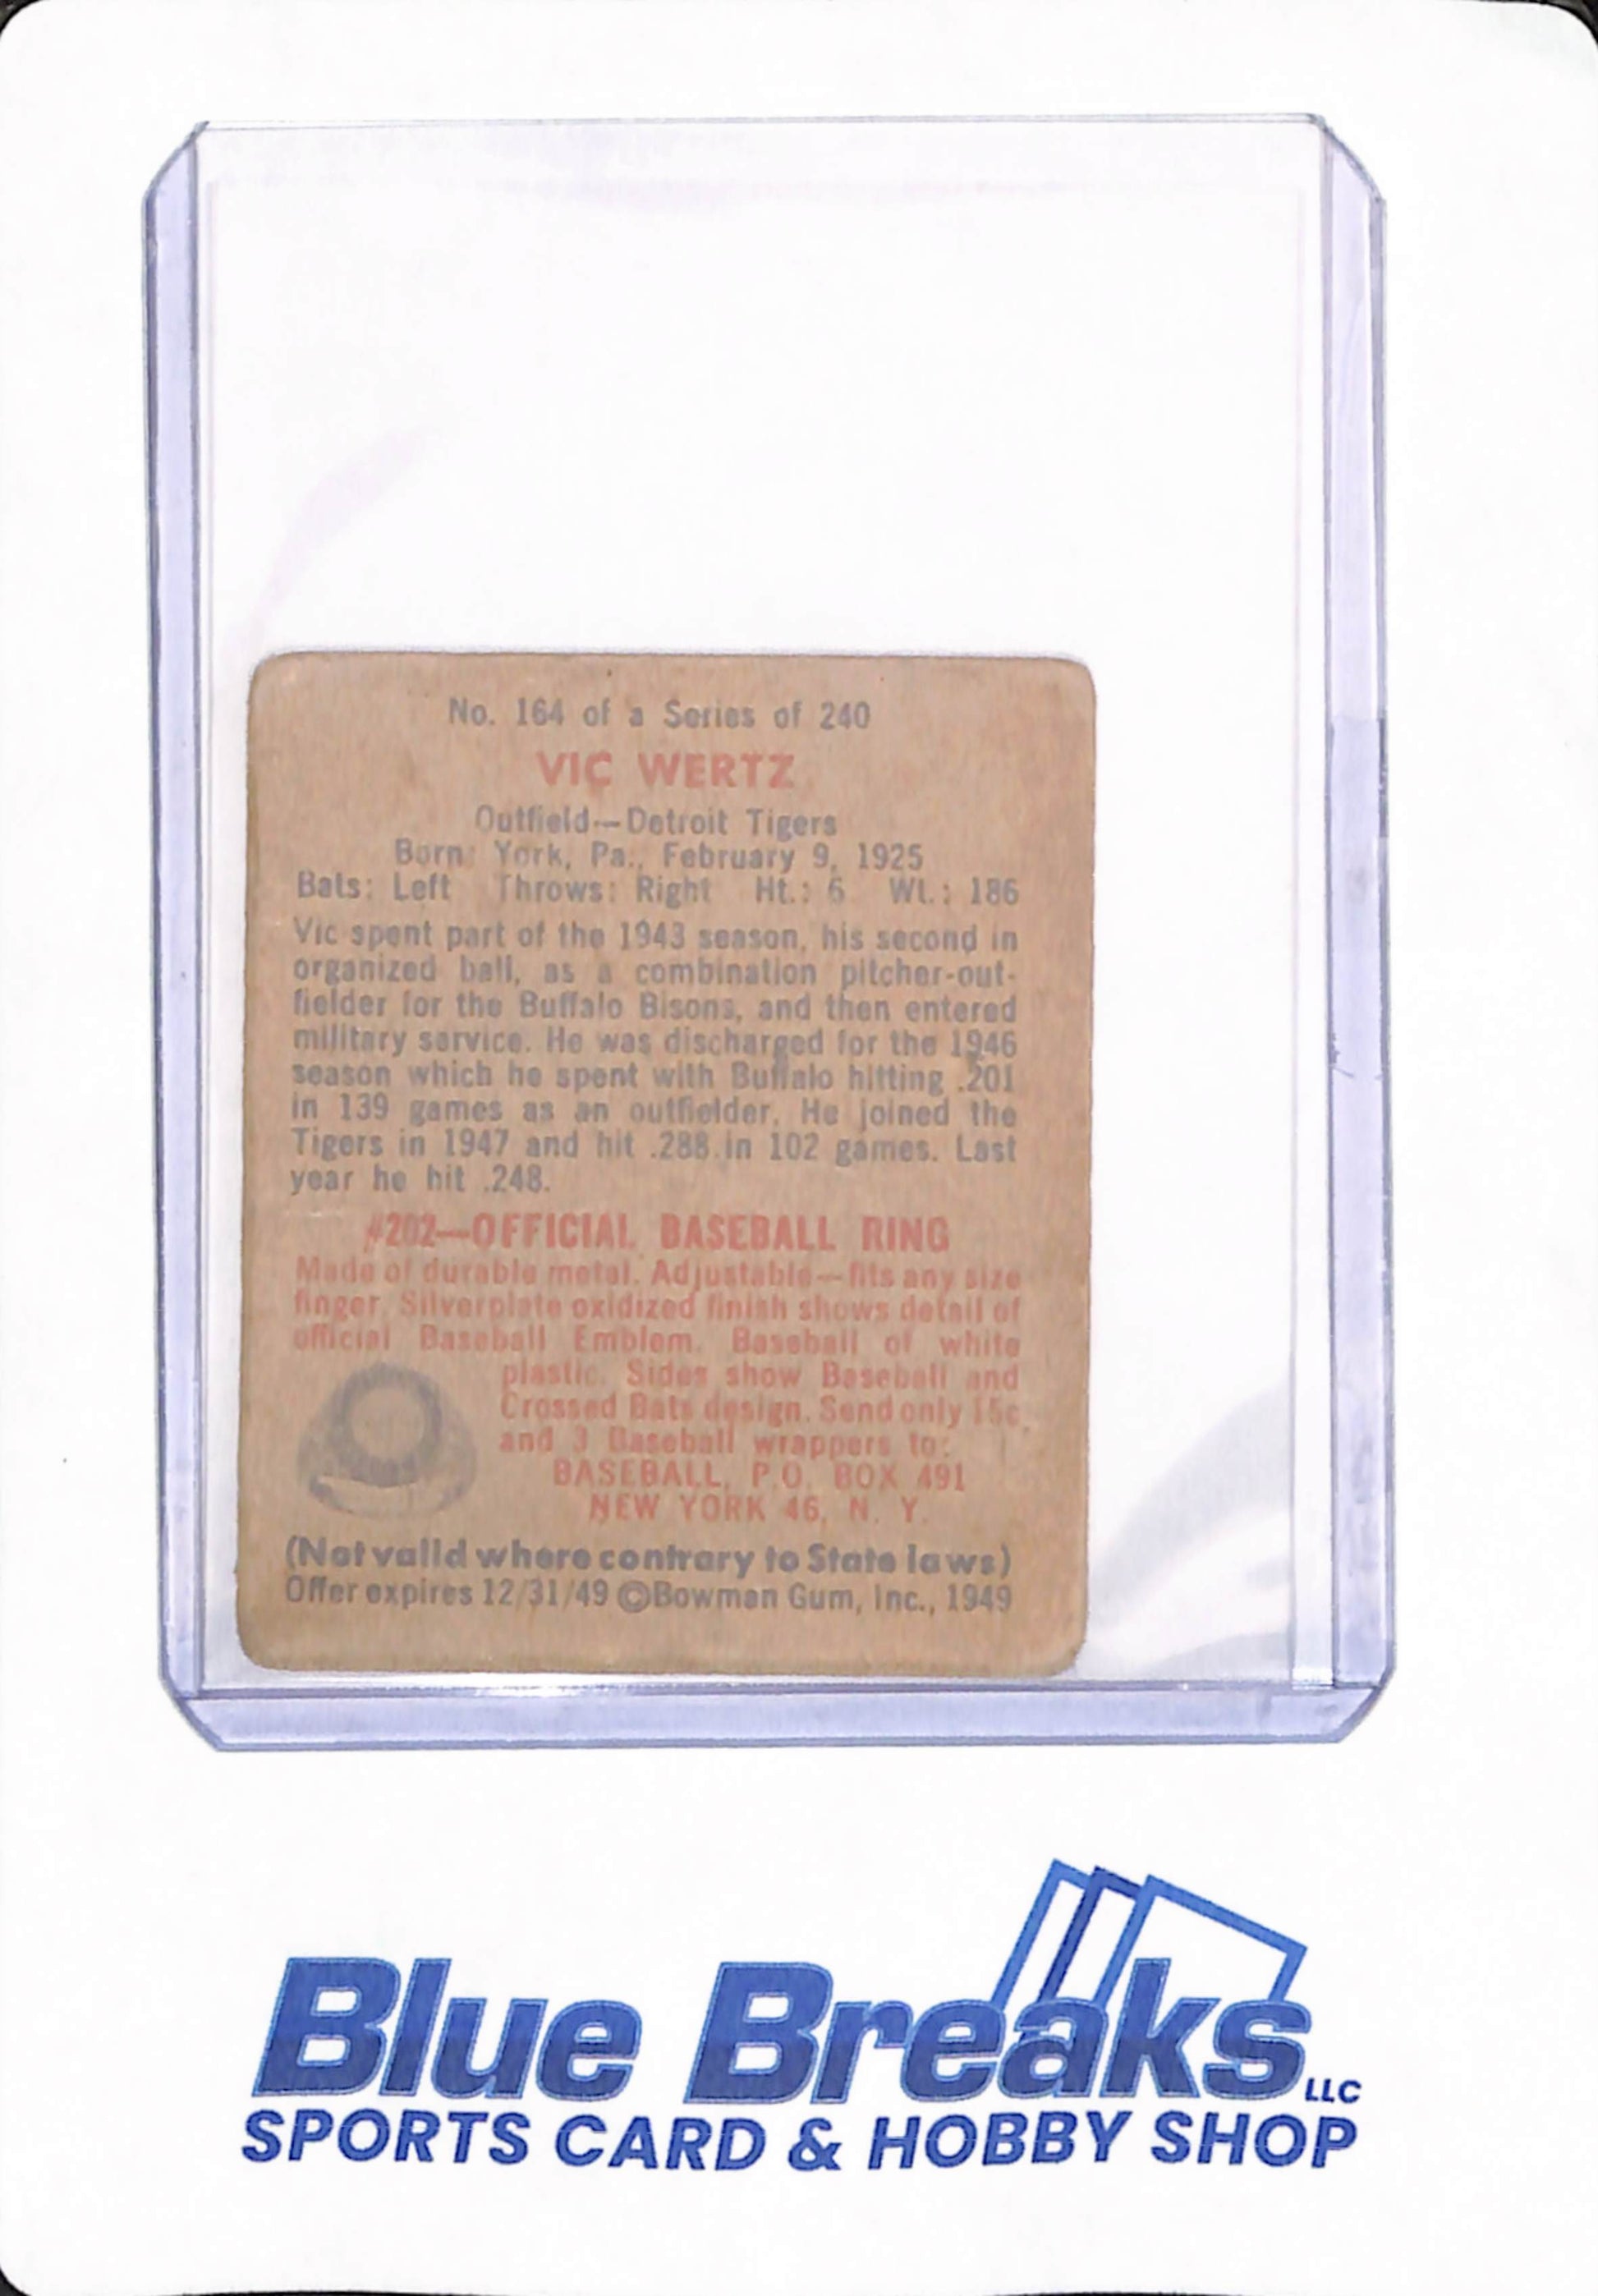 No. 164 of a Series of 240
VIC WERTZ
Outfield—Detroit Tigers
Born: York, Pa., February 9, 1925
Bats: Left Throws: Right Ht.: 6 Wt.: 186
Vic spent part of the 1943 season, his second in
organized ball, as a combination pitcher-out-
fielder for the Buffalo Bisons, and then entered
military service. He was discharged for the 1946
season which he spent with Buffalo hitting .201
in 139 games as an outfielder. He joined the
Tigers in 1947 and hit .288 in 102 games. Last
year he hit .248.
#202—OFFICIAL BASEBALL RING
Made of durable metal. Adjustable—fits any size
finger. Silverplate oxidized finish shows detail of
official Baseball Emblem. Baseball of white
plastic. Sides show Baseball and
Crossed Bats design. Send only 15c,
and 3 Baseball wrappers to:
BASEBALL, P.O. BOX 491
NEW YORK 46, N. Y.
(Not valid where contrary to State laws)
Offer expires 12/31/49 ©Bowman Gum, Inc., 1949
Blue Breaks LLC
SPORTS CARD & HOBBY SHOP